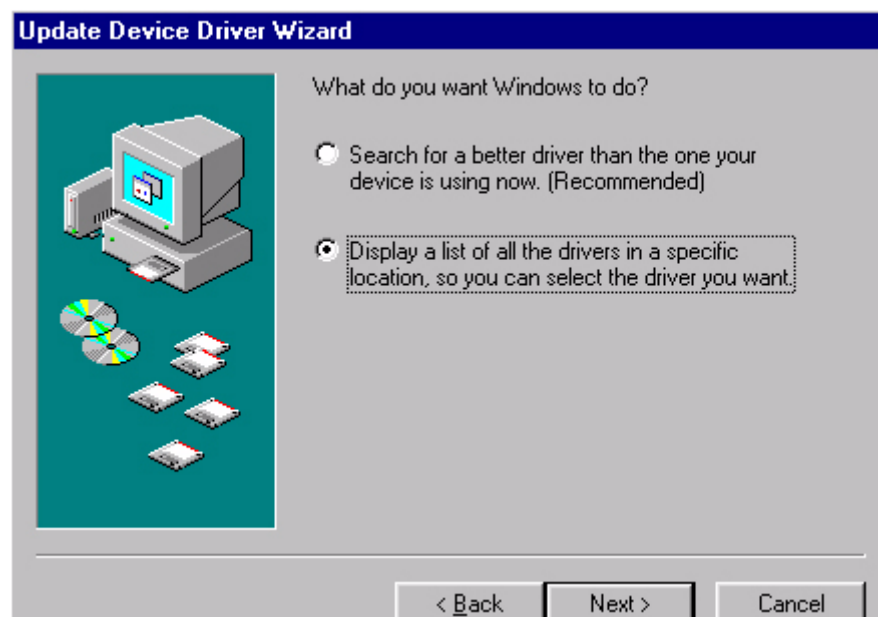 Update Device Driver Wizard
What do you want Windows to do?
Search for a better driver than the one your
device is using now. (Recommended)
Display a list of all the drivers in a specific
location, so you can select the driver you want.
< Back
Next >
Cancel